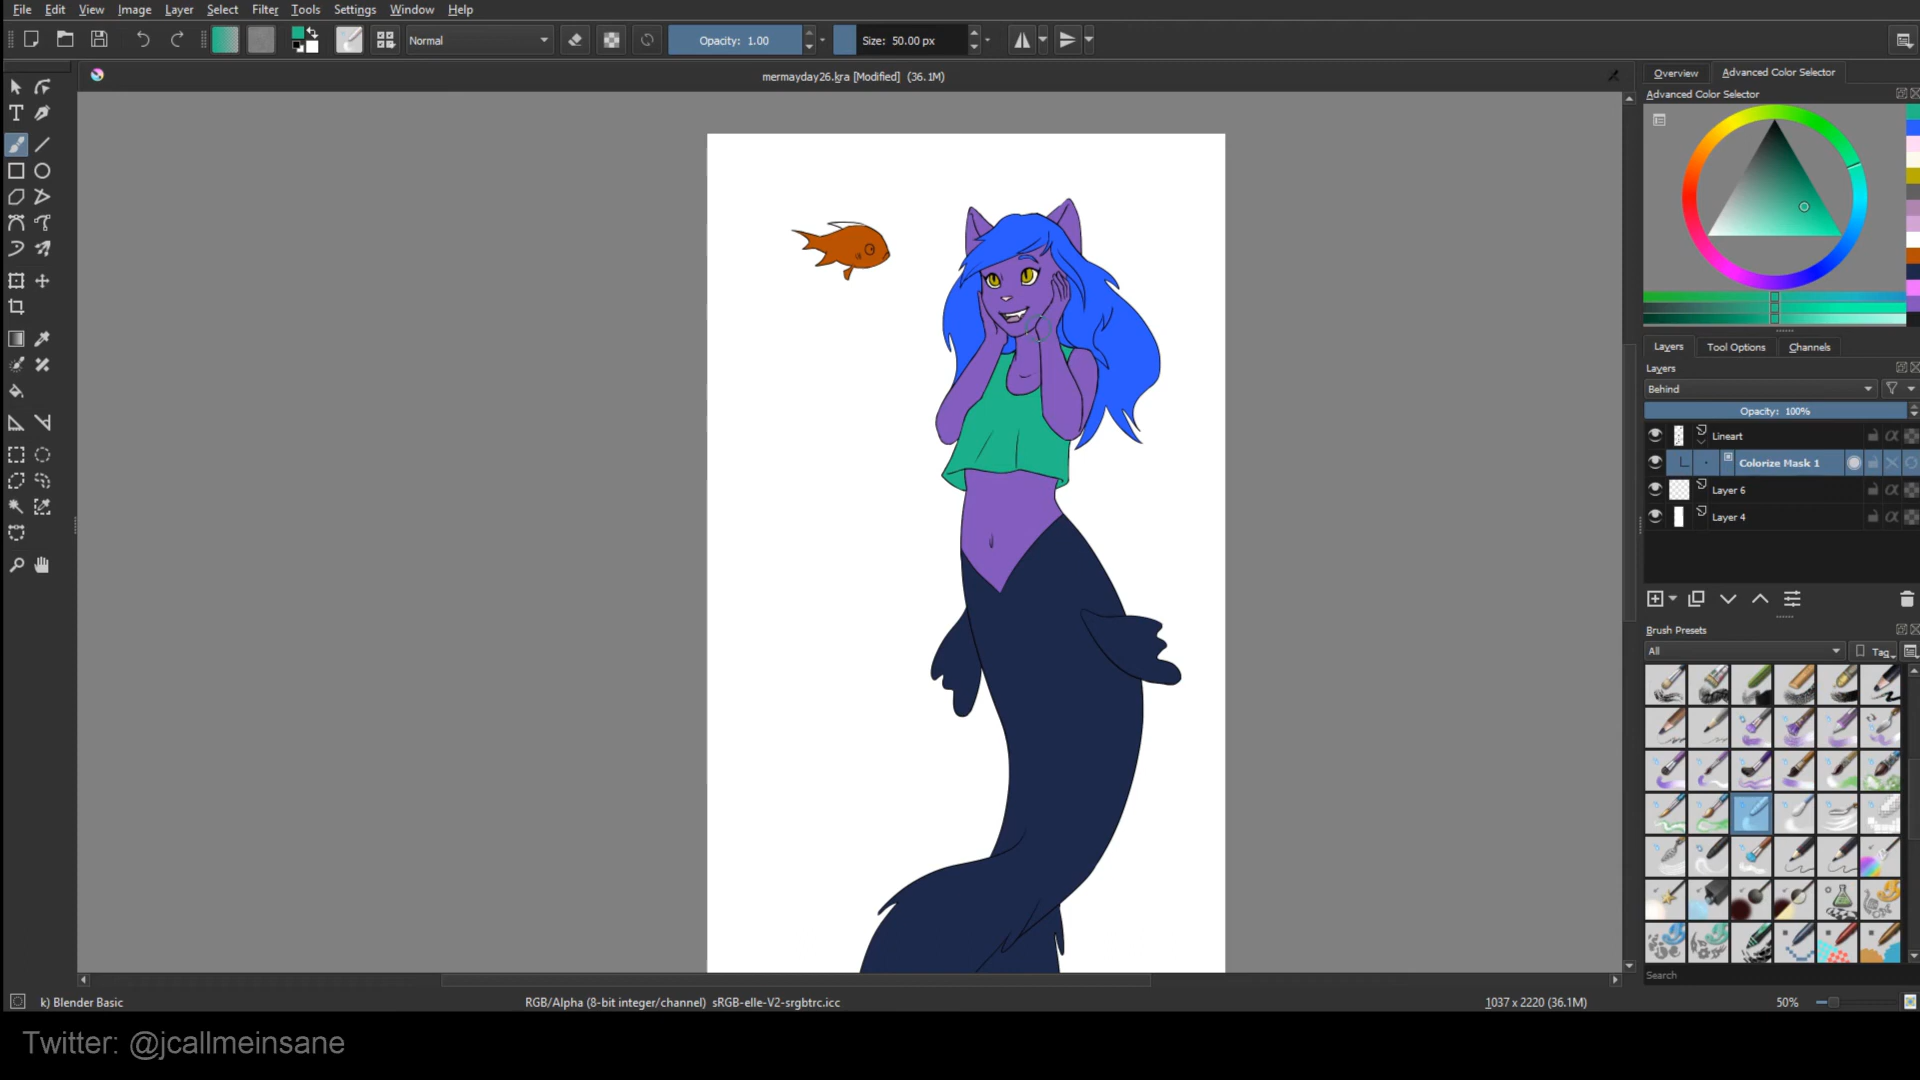 File Edit View Image Layer Select Filter Tools Settings Window Help
Normal Opacity: 1.00 Size: 50.00 px
mermayday26.kra [Modified] (36.1M)
Overview Advanced Color Selector
Advanced Color Selector
Layers Tool Options Channels
Layers
Behind
Opacity: 100%
Lineart
Colorize Mask 1
Layer 6
Layer 4
Brush Presets
All Tag
Search
k) Blender Basic RGB/Alpha (8-bit integer/channel) sRGB-elle-V2-srgbtrc.icc 1037 x 2220 (36.1M) 50%
Twitter: @jcallmeinsane